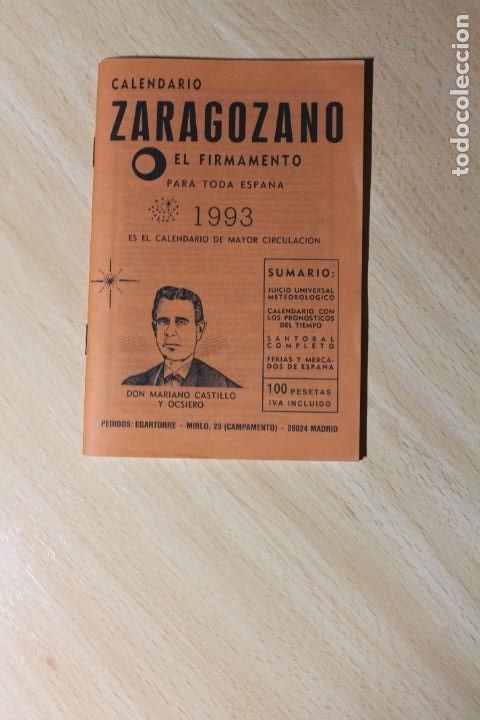 CALENDARIO
ZARAGOZANO
EL FIRMAMENTO
PARA TODA ESPAÑA
1993
ES EL CALENDARIO DE MAYOR CIRCULACION
SUMARIO:
JUICIO UNIVERSAL
METEOROLOGICO
CALENDARIO CON
LOS PRONOSTICOS
DEL TIEMPO
SANTORAL
COMPLETO
FERIAS Y MERCA-
DOS DE ESPAÑA
100 PESETAS
IVA INCLUIDO
DON MARIANO CASTILLO
Y OCSIERO
PEDIDOS: EGARTORRE - MIRLO, 23 (CAMPAMENTO) - 28024 MADRID
todocoleccion